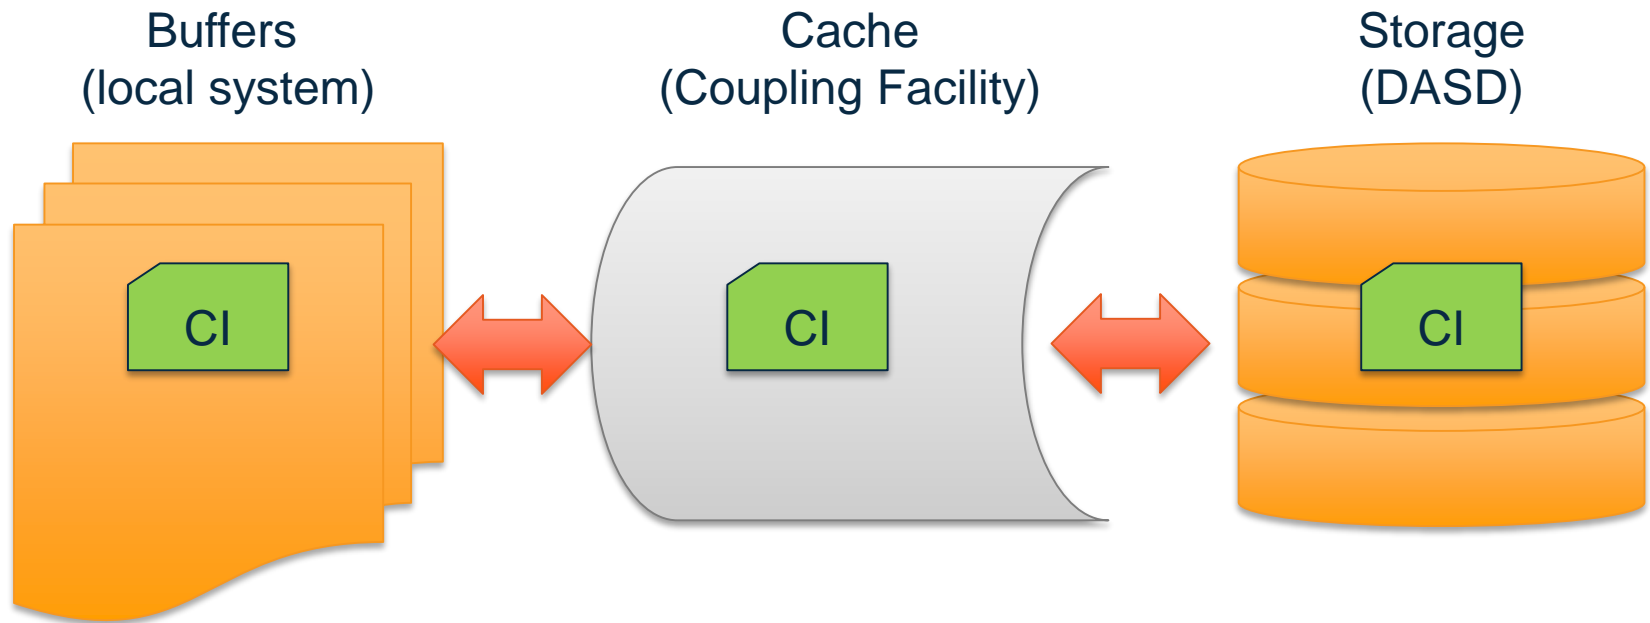 Buffers
(local system)
Cache
(Coupling Facility)
Storage
(DASD)
CI
CI
CI